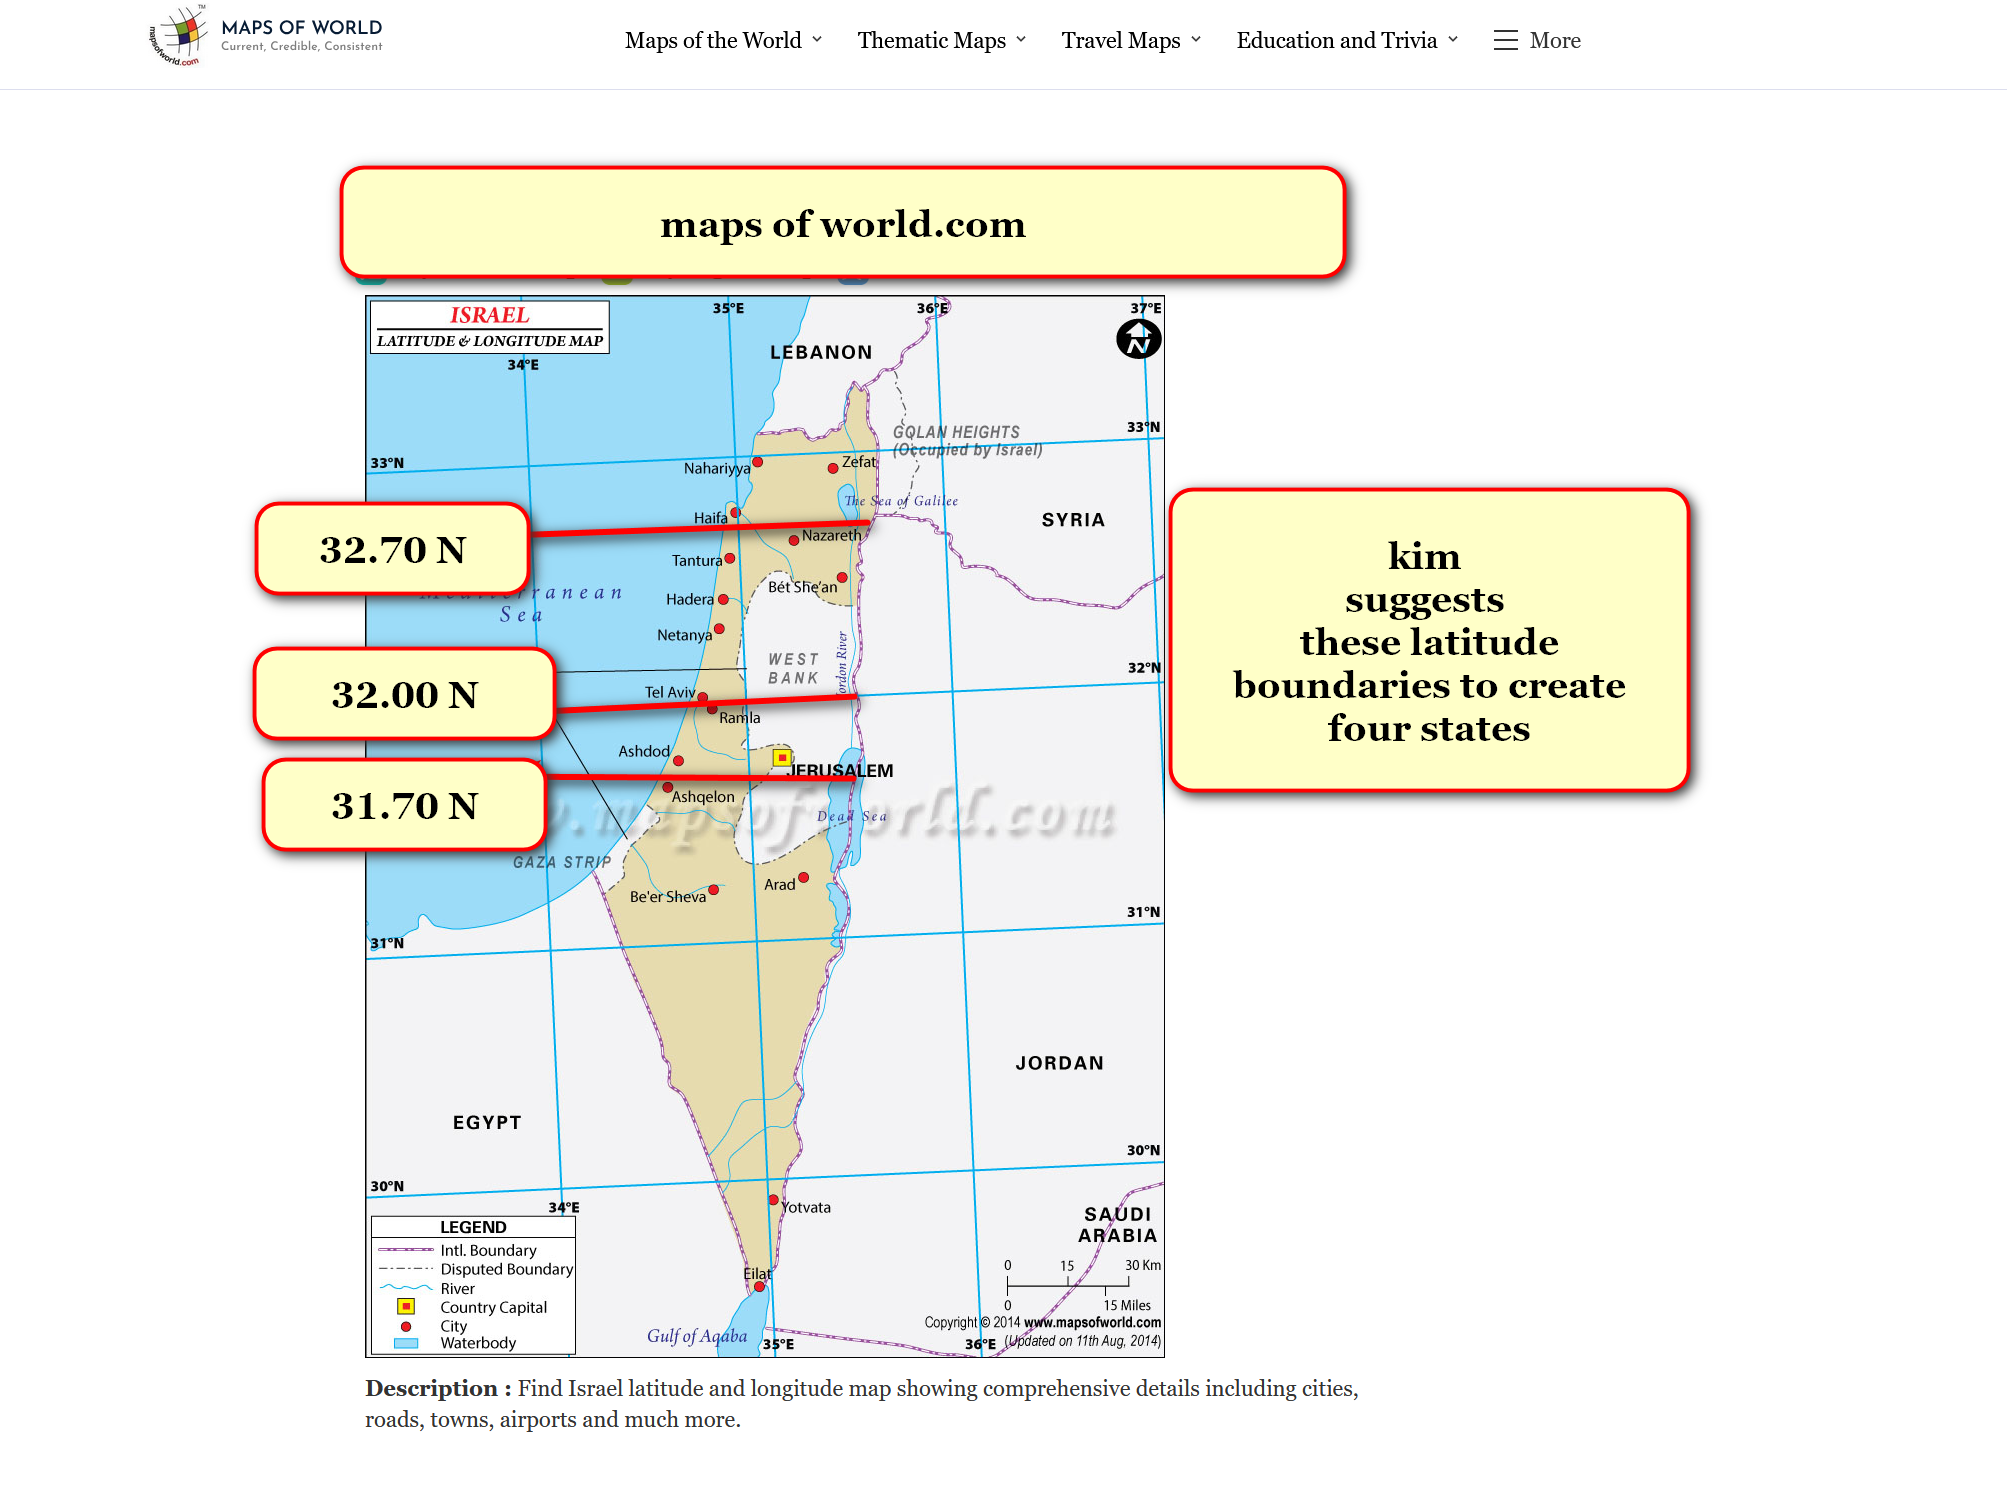 MAPS OF WORLD
Current, Credible, Consistent
mapsofworld.com
TM
Maps of the World
Thematic Maps
Travel Maps
Education and Trivia
More
maps of world.com
ISRAEL
LATITUDE & LONGITUDE MAP
34°E
35°E
36°E
37°E
N
LEBANON
GOLAN HEIGHTS
(Occupied by Israel)
33°N
33°N
Nahariyya
Zefat
The Sea of Galilee
Haifa
SYRIA
Nazareth
Tantura
Bét She'an
Hadera
Netanya
32.70 N
Mediterranean
Sea
WEST
BANK
Jordan River
32°N
32.00 N
Tel Aviv
Ramla
Ashdod
JERUSALEM
31.70 N
Ashqelon
Dead Sea
w.mapsofworld.com
GAZA STRIP
Be'er Sheva
Arad
31°N
31°N
kim
suggests
these latitude
boundaries to create
four states
JORDAN
EGYPT
30°N
30°N
34°E
Yotvata
SAUDI
ARABIA
Eilat
Gulf of Aqaba
35°E
36°E
LEGEND
Intl. Boundary
Disputed Boundary
River
Country Capital
City
Waterbody
0 15 30 Km
0 15 Miles
Copyright © 2014 www.mapsofworld.com
(Updated on 11th Aug, 2014)
Description : Find Israel latitude and longitude map showing comprehensive details including cities,
roads, towns, airports and much more.